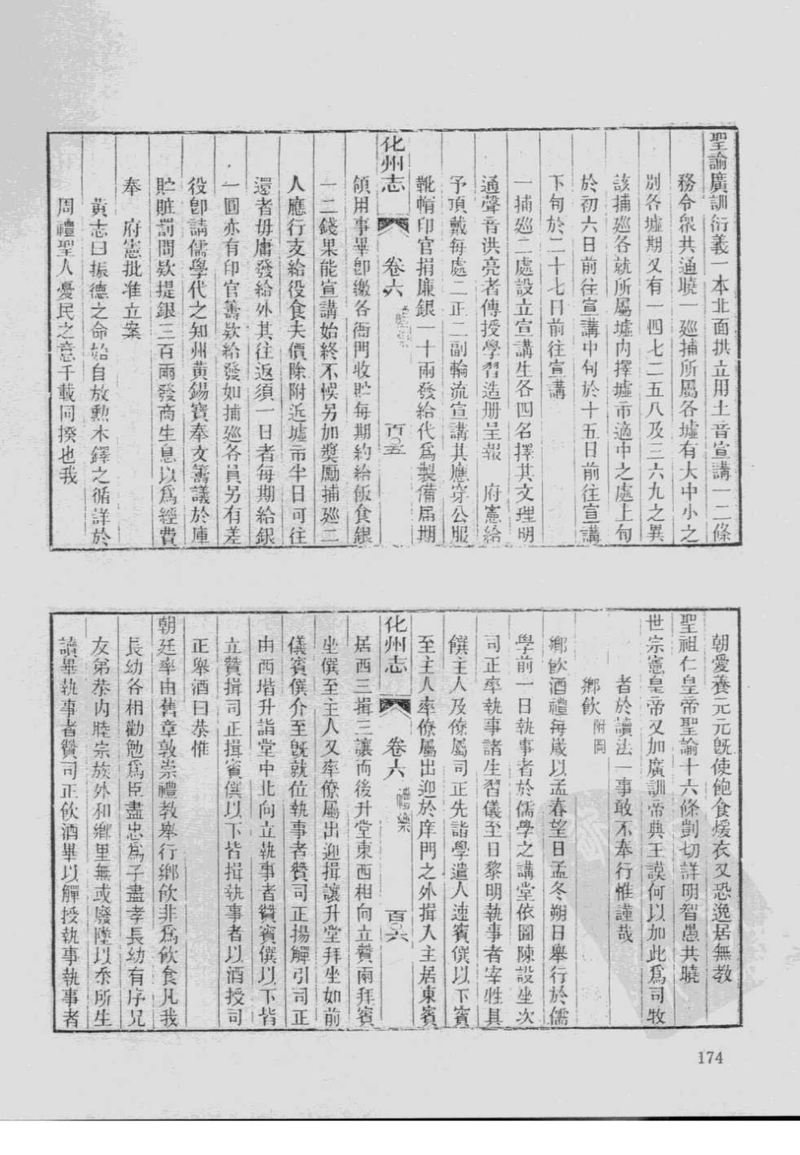 聖諭廣訓衍義一本北面拱立用土音宣講一二條
務令眾共通曉一巡捕所屬各墟有大中小之
別各墟期又有一四七二五八及三六九之異
該捕廵各就所屬墟內擇墟市適中之處上旬
於初六日前往宣講中旬於十五日前往宣講
下旬於二十七日前往宣講
一捕廵二處設立宣講生各四名擇其文理明
通聲音洪亮者傳授學習造册呈報 府憲給
予頂戴每處二正二副輪流宣講其應穿公服
靴帽印官捐廉銀一十兩發給代爲製備屆期
化州志 卷六 禮樂 百五
領用事畢卽繳各衙門收貯每期約給飯食銀
一二錢果能宣講始終不悞另加獎勵捕廵二
人應行支給役食夫價除附近墟市半日可往
還者毋庸發給外其往返須一日者每期給銀
一圓亦有印官籌欵給發如捕廵各員另有差
役卽請儒學代之知州黃錫寶奉文籌議於庫
貯贓罰閒欵提銀三百兩發商生息以爲經費
奉 府憲批准立案
黃志曰振德之命始自放勲木鐸之循詳於
周禮聖人憂民之意千載同揆也我
朝愛養元元旣使飽食煖衣又恐逸居無教
聖祖仁皇帝聖諭十六條剴切詳明智愚共曉
世宗憲皇帝又加廣訓帝典王謨何以加此爲司牧
者於讀法一事敢不奉行惟謹哉
鄉飲 附圖
鄉飲酒禮每歲以孟春望日孟冬朔日舉行於儒
學前一日執事者於儒學之講堂依圖陳設坐次
司正率執事諸生習儀至日黎明執事者宰牲具
饌主人及僚屬司正先詣學遣人速賓僎以下賓
至主人率僚屬出迎於庠門之外揖入主居東賓
化州志 卷六 禮樂 百六
居西三揖三讓而後升堂東西相向立贊兩拜賓
坐僎至主人又率僚屬出迎揖讓升堂拜坐如前
儀賓僎介至旣就位執事者贊司正揚觶引司正
由西堦升詣堂中北向立執事者贊賓僎以下皆
立贊揖司正揖賓僎以下皆揖執事者以酒授司
正舉酒曰恭惟
朝廷率由舊章敦崇禮教舉行鄉飲非爲飲食凡我
長幼各相勸勉爲臣盡忠爲子盡孝長幼有序兄
友弟恭內睦宗族外和鄉里無或廢墜以忝所生
讀畢執事者贊司正飲酒畢以觶授執事執事者
174